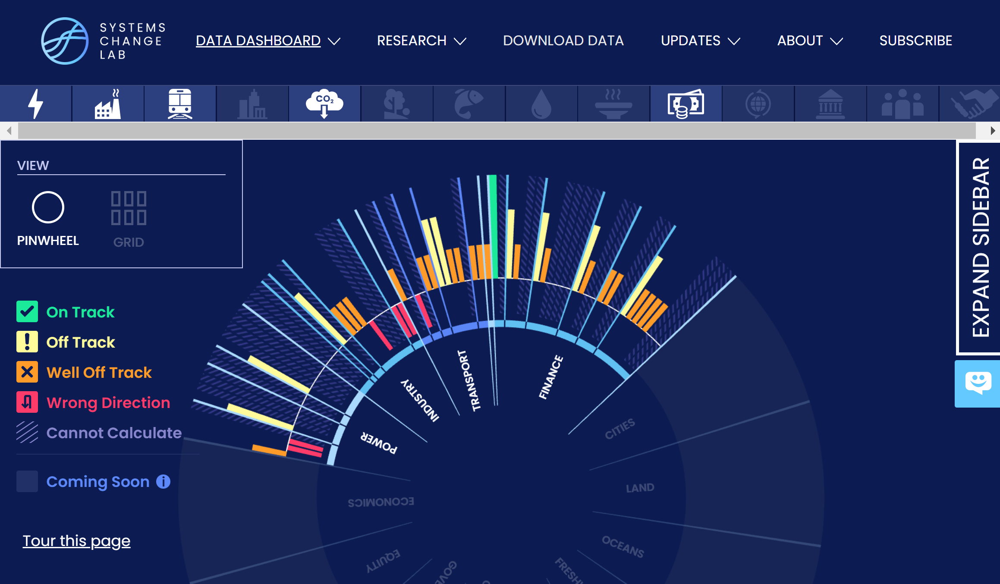 SYSTEMS
CHANGE
LAB
DATA DASHBOARD
RESEARCH
DOWNLOAD DATA
UPDATES
ABOUT
SUBSCRIBE
CO₂
VIEW
PINWHEEL
GRID
EXPAND SIDEBAR
On Track
Off Track
Well Off Track
Wrong Direction
Cannot Calculate
Coming Soon
i
Tour this page
POWER
INDUSTRY
TRANSPORT
FINANCE
CITIES
LAND
OCEANS
FRESH
GOVE
EQUITY
ECONOMICS